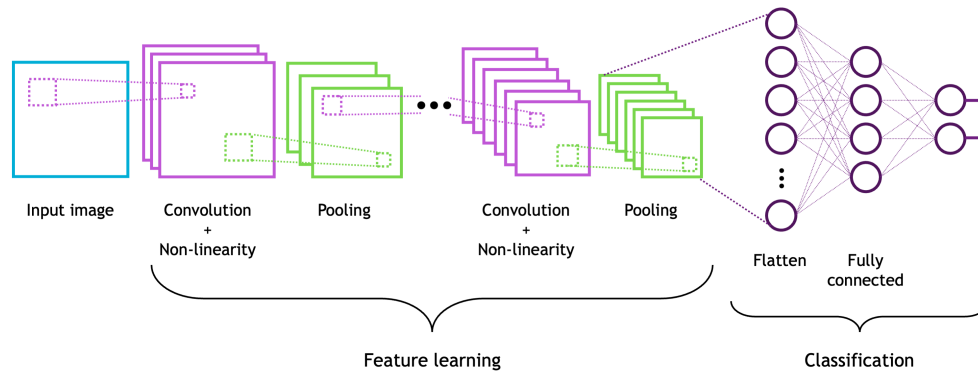 Input image
Convolution
+
Non-linearity
Pooling
Convolution
+
Non-linearity
Pooling
Flatten
Fully
connected
Feature learning
Classification